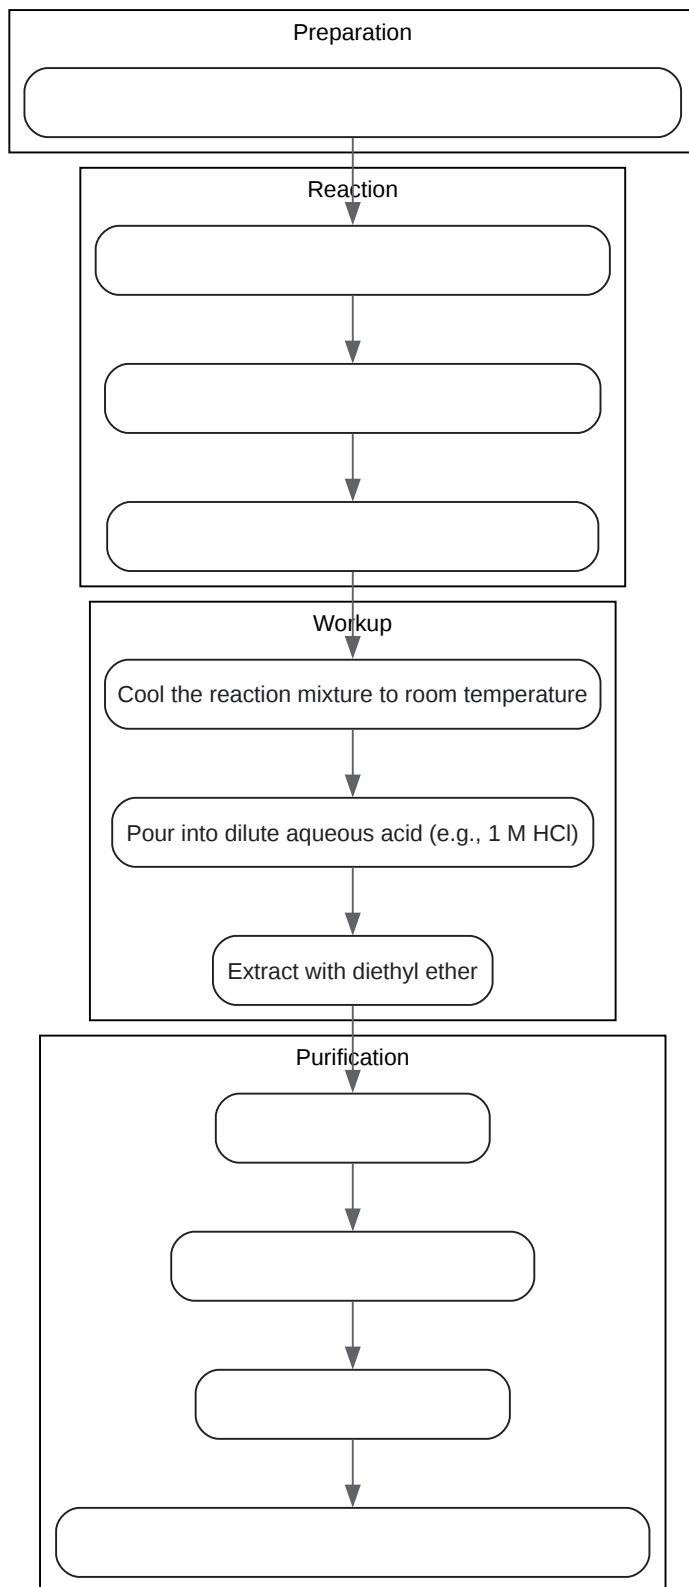 Preparation
Reaction
Workup
Cool the reaction mixture to room temperature
Pour into dilute aqueous acid (e.g., 1 M HCl)
Extract with diethyl ether
Purification